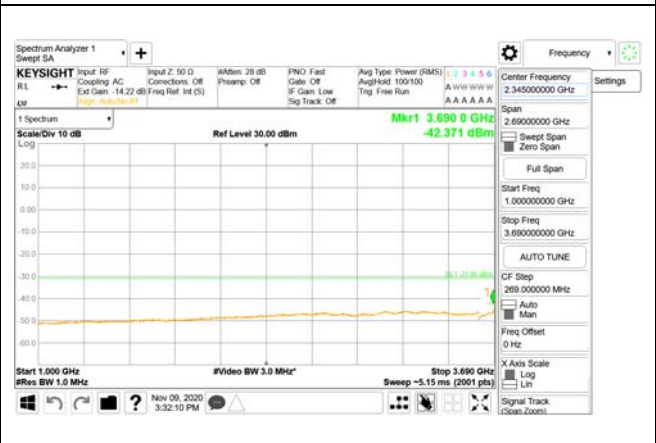 Spectrum Analyzer 1
Swept SA
+
Frequency
KEYSIGHT
RL
Input: RF
Coupling: AC
Ext Gain: -14.22 dB
Align: Auto/No RF
Input Z: 50 Ω
Corrections: Off
Freq Ref: Int (S)
#Atten: 28 dB
Preamp: Off
PNO: Fast
Gate: Off
IF Gain: Low
Sig Track: Off
Avg Type: Power (RMS)
Avg|Hold: 100/100
Trig: Free Run
1 2 3 4 5 6
A W W W W W
A A A A A A
1 Spectrum
Scale/Div 10 dB
Ref Level 30.00 dBm
Mkr1 3.690 0 GHz
-42.371 dBm
Log
20.0
10.0
0.00
-10.0
-20.0
-30.0
-40.0
-50.0
-60.0
1
Start 1.000 GHz
#Res BW 1.0 MHz
#Video BW 3.0 MHz*
Stop 3.690 GHz
Sweep ~5.15 ms (2001 pts)
Nov 09, 2020
3:32:10 PM
?
Center Frequency
2.345000000 GHz
Settings
Span
2.69000000 GHz
Swept Span
Zero Span
Full Span
Start Freq
1.000000000 GHz
Stop Freq
3.690000000 GHz
AUTO TUNE
CF Step
269.000000 MHz
Auto
Man
Freq Offset
0 Hz
X Axis Scale
Log
Lin
Signal Track
(Span Zoom)